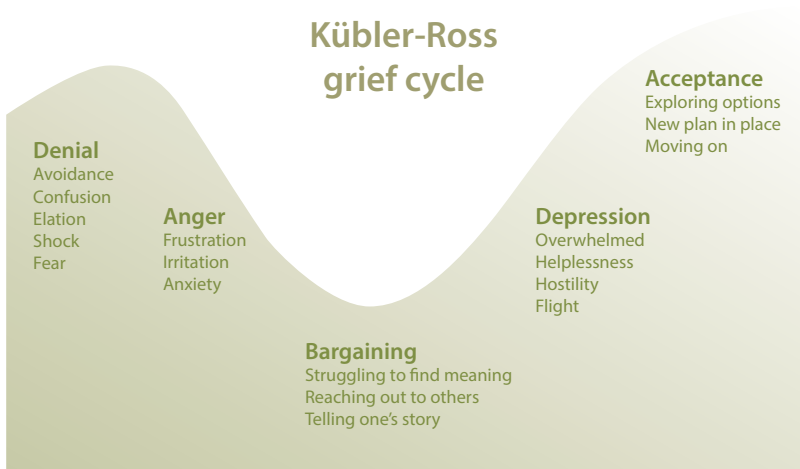 Kübler-Ross
grief cycle
Denial
Avoidance
Confusion
Elation
Shock
Fear
Anger
Frustration
Irritation
Anxiety
Bargaining
Struggling to find meaning
Reaching out to others
Telling one's story
Depression
Overwhelmed
Helplessness
Hostility
Flight
Acceptance
Exploring options
New plan in place
Moving on